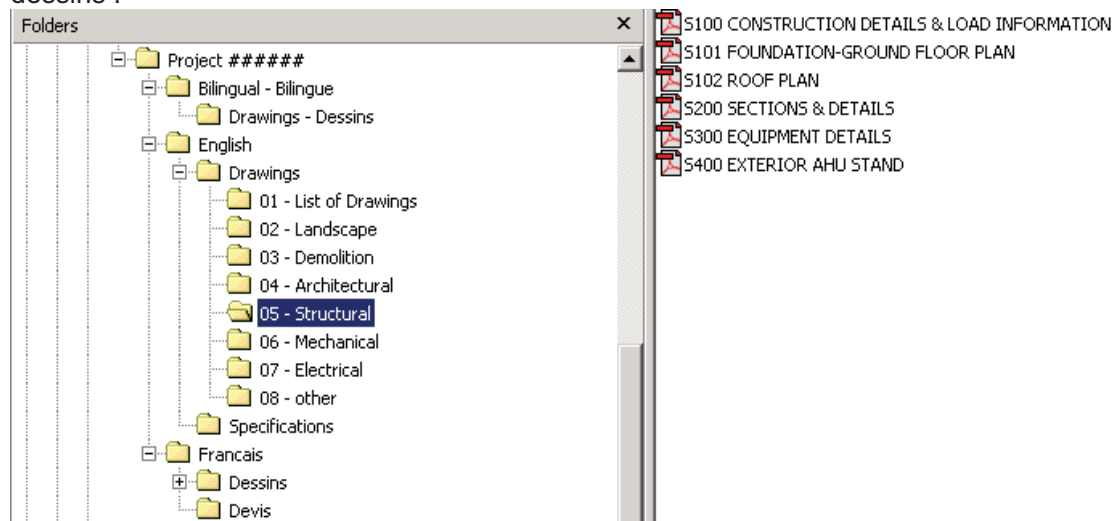 dessins :
Folders
Project ######
Bilingual - Bilingue
Drawings - Dessins
English
Drawings
01 - List of Drawings
02 - Landscape
03 - Demolition
04 - Architectural
05 - Structural
06 - Mechanical
07 - Electrical
08 - other
Specifications
Francais
Dessins
Devis
S100 CONSTRUCTION DETAILS & LOAD INFORMATION
S101 FOUNDATION-GROUND FLOOR PLAN
S102 ROOF PLAN
S200 SECTIONS & DETAILS
S300 EQUIPMENT DETAILS
S400 EXTERIOR AHU STAND